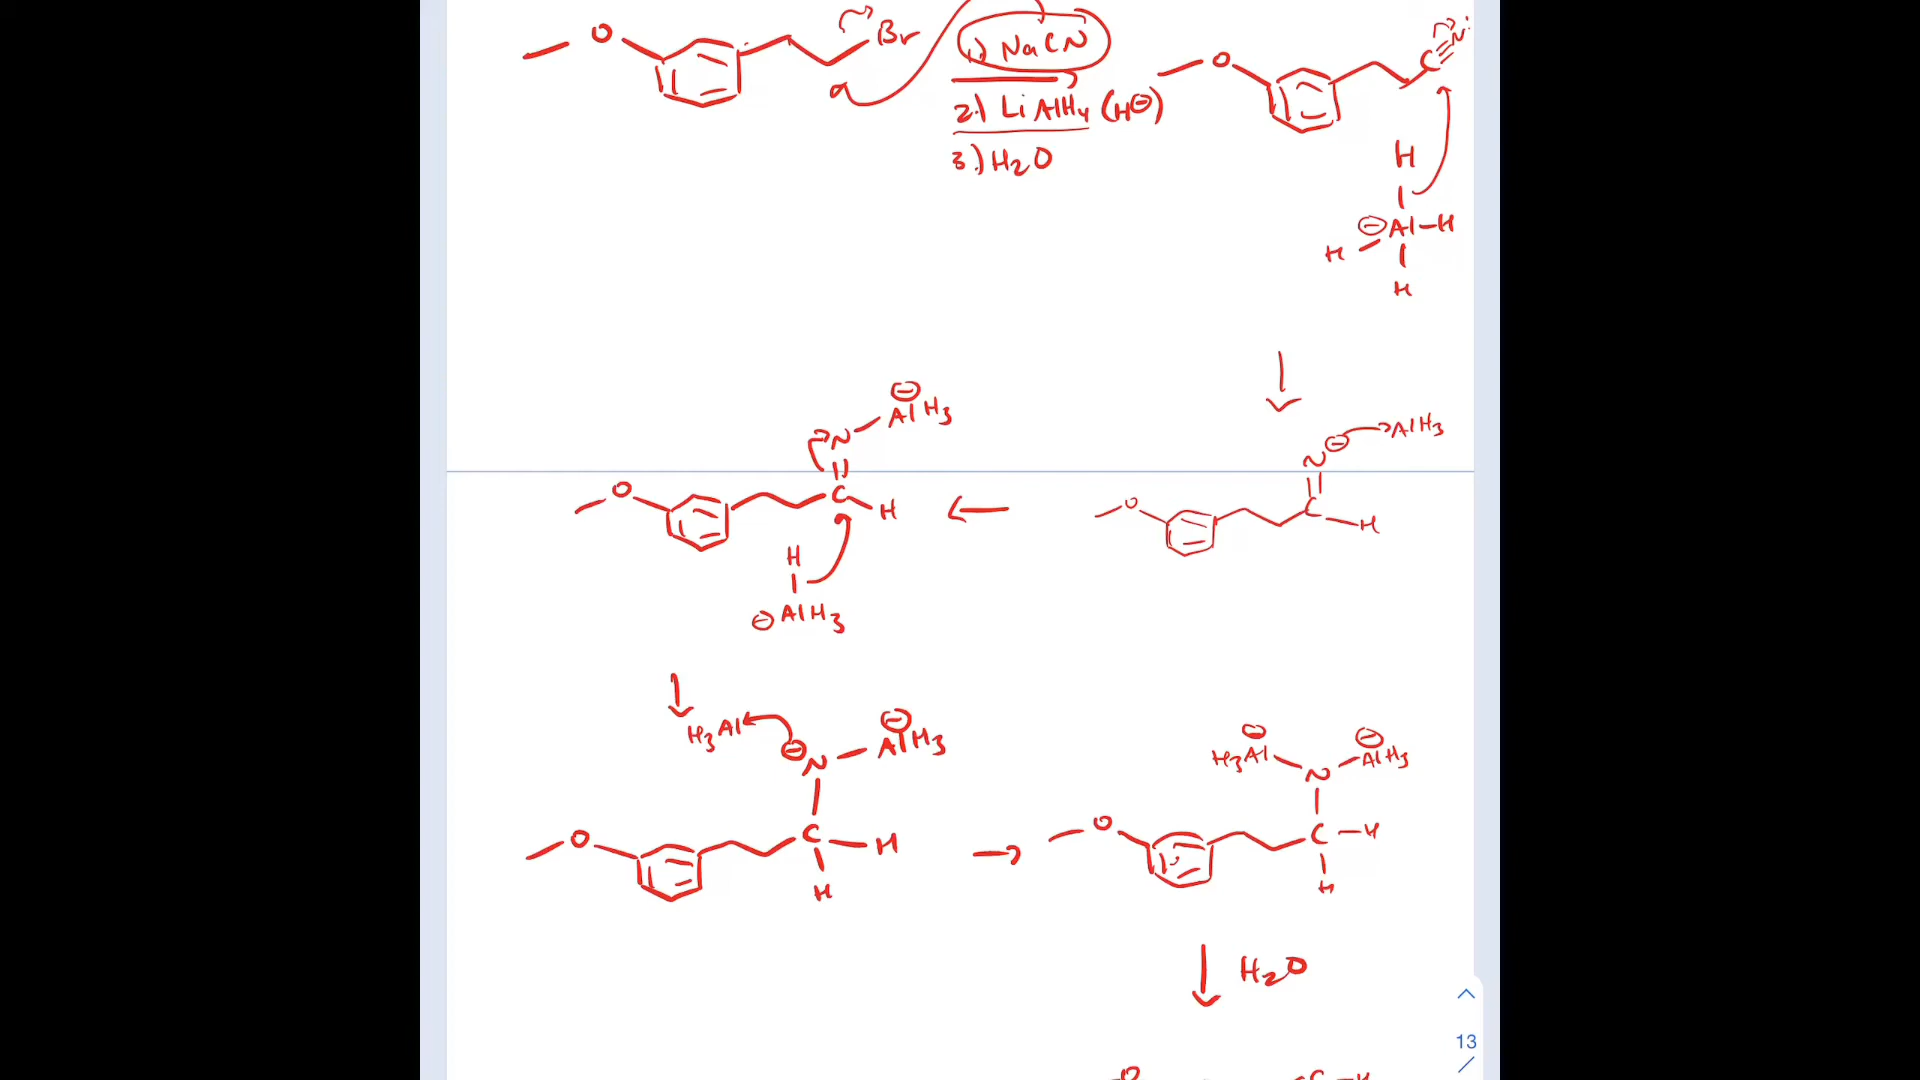 O Br 1.) NaCN O C≡N:
2.) LiAlH4 (H⊖)
3.) H2O
H
⊖Al-H
H
H
⊖
AlH3
N
N⊖ AlH3
O C H
O C H
H
⊖AlH3
H3Al ⊖N ⊖AlH3
O C H
H
⊖ ⊖
H3Al N AlH3
O C H
H
H2O
13